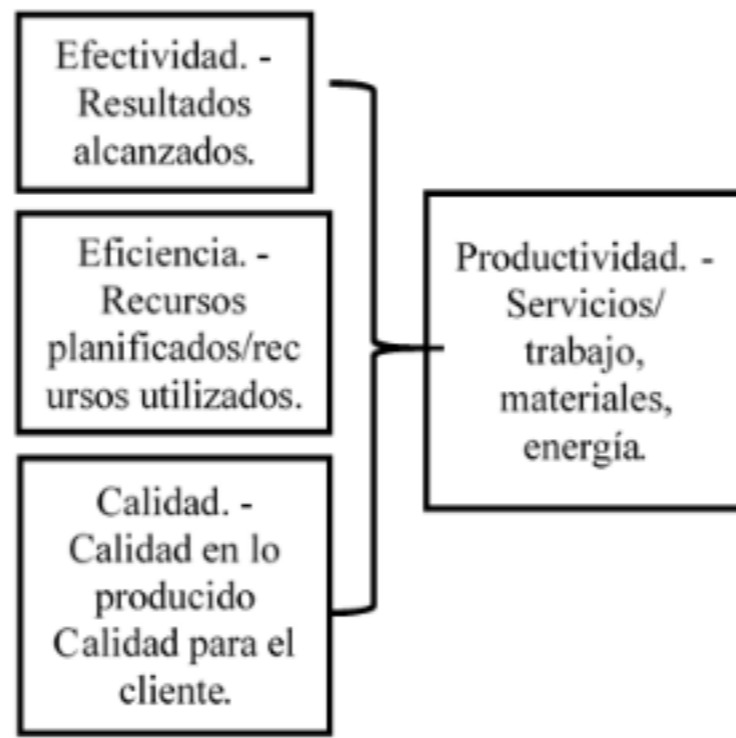 Efectividad. -
Resultados
alcanzados.
Eficiencia. -
Recursos
planificados/rec
ursos utilizados.
Calidad. -
Calidad en lo
producido
Calidad para el
cliente.
Productividad. -
Servicios/
trabajo,
materiales,
energía.